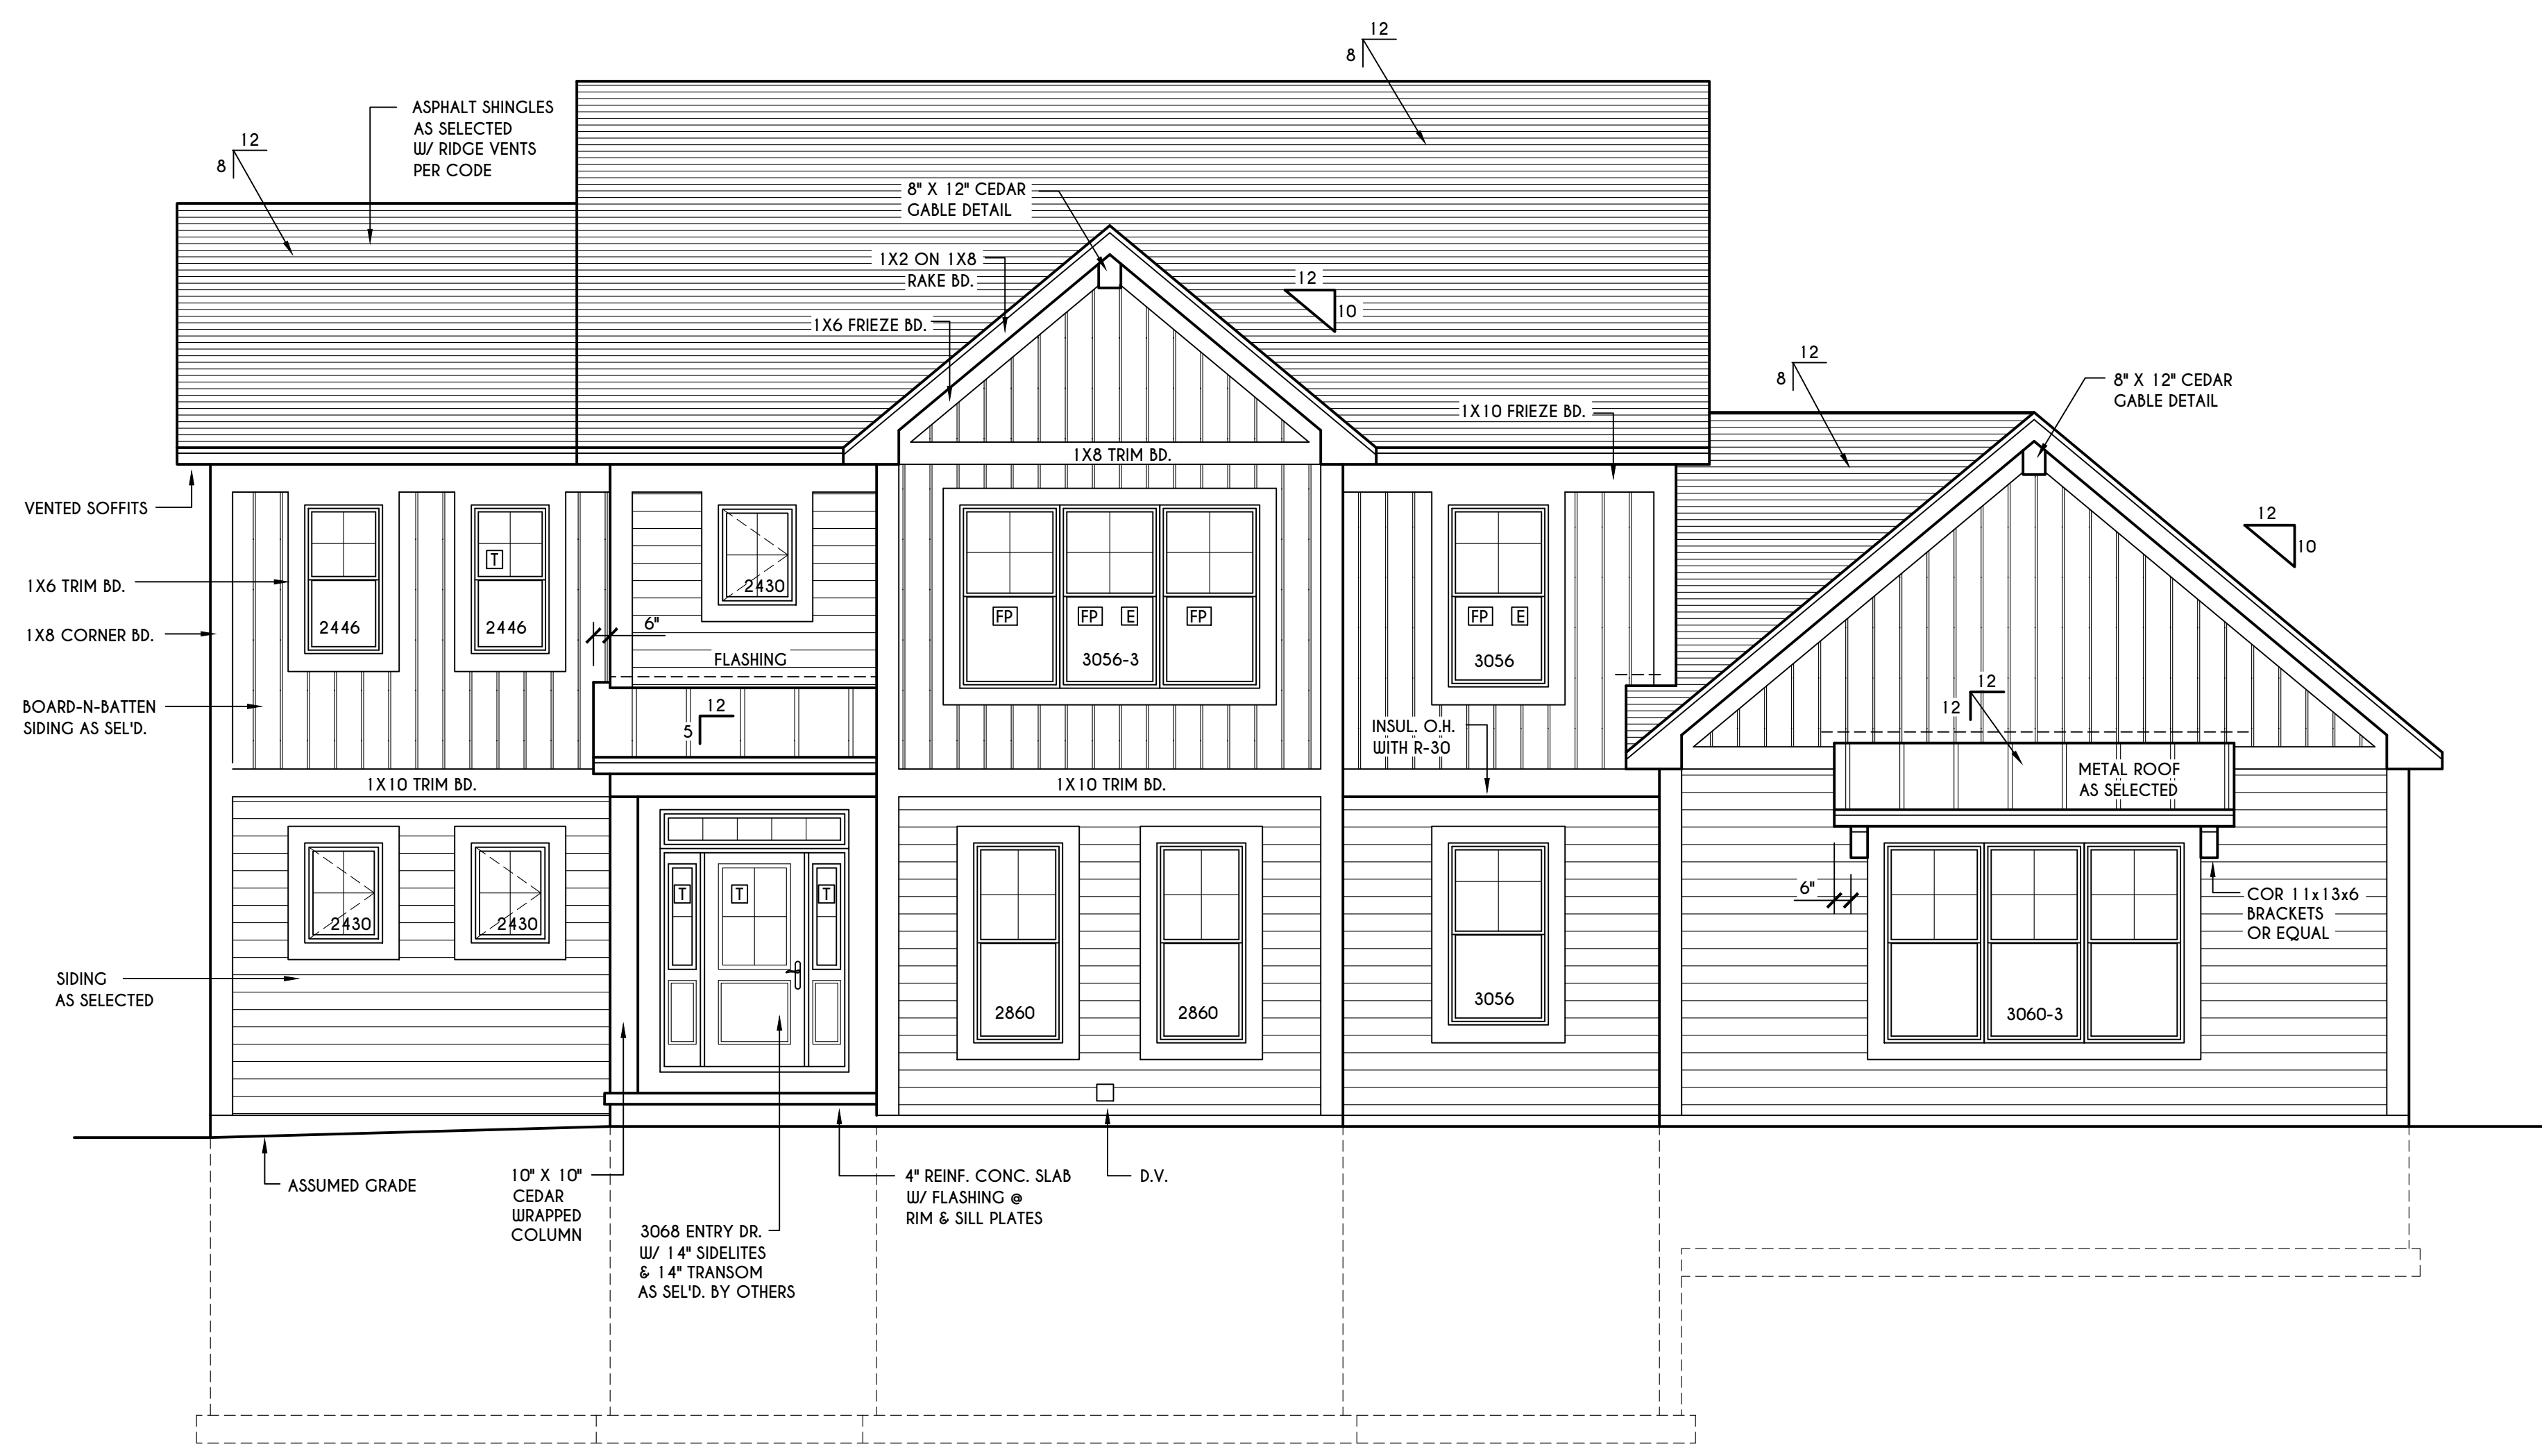 12
8
ASPHALT SHINGLES
AS SELECTED
W/ RIDGE VENTS
PER CODE
12
8
8" X 12" CEDAR
GABLE DETAIL
1X2 ON 1X8
RAKE BD.
12
10
1X6 FRIEZE BD.
12
8
8" X 12" CEDAR
GABLE DETAIL
1X10 FRIEZE BD.
1X8 TRIM BD.
VENTED SOFFITS
12
10
T
1X6 TRIM BD.
2430
FP
FP
E
FP
FP
E
2446
2446
6"
1X8 CORNER BD.
FLASHING
3056-3
3056
12
12
BOARD-N-BATTEN
SIDING AS SEL'D.
12
5
INSUL. O.H.
WITH R-30
METAL ROOF
AS SELECTED
1X10 TRIM BD.
1X10 TRIM BD.
T
T
T
6"
COR 11x13x6
BRACKETS
OR EQUAL
2430
2430
SIDING
AS SELECTED
2860
2860
3056
3060-3
ASSUMED GRADE
10" X 10"
CEDAR
WRAPPED
COLUMN
3068 ENTRY DR.
W/ 14" SIDELITES
& 14" TRANSOM
AS SEL'D. BY OTHERS
4" REINF. CONC. SLAB
W/ FLASHING @
RIM & SILL PLATES
D.V.